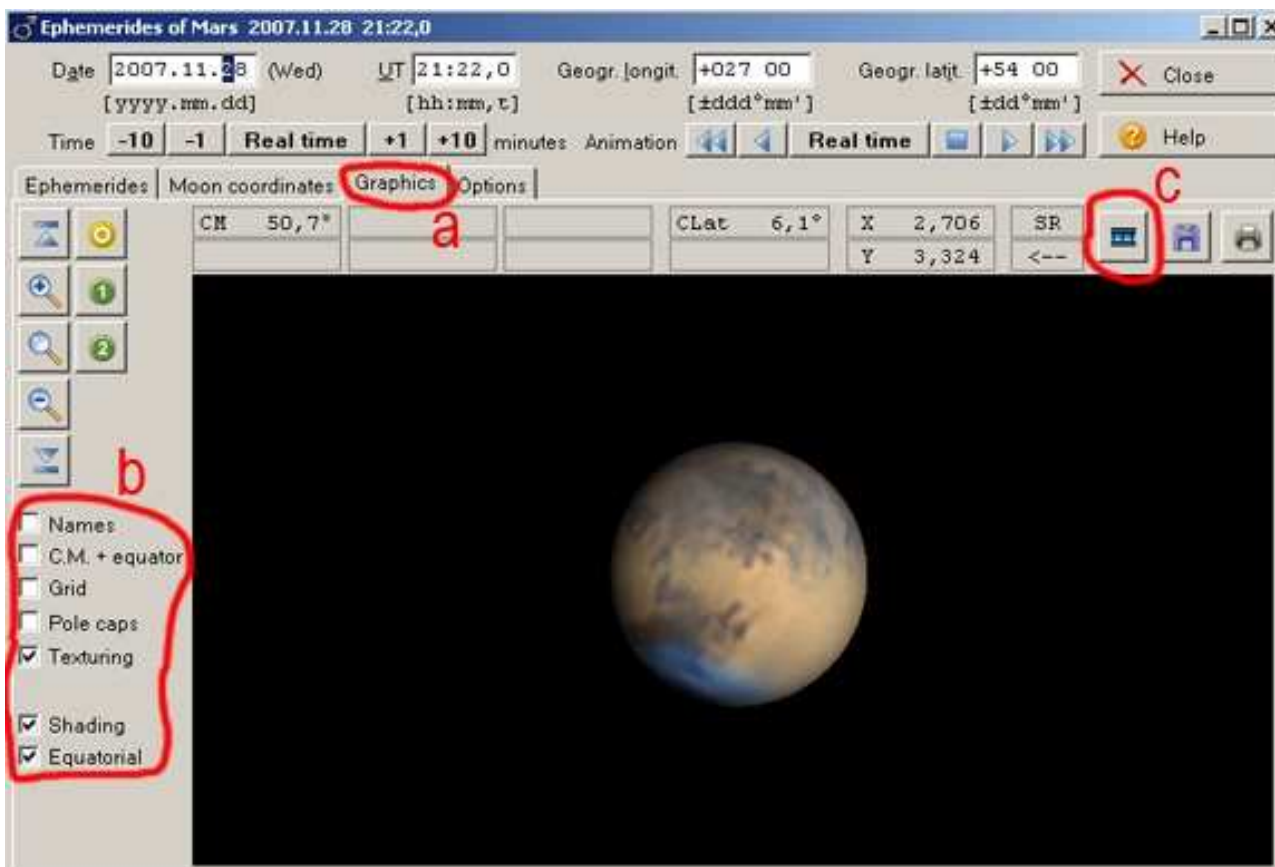 Ephemerides of Mars 2007.11.28 21:22,0
Date 2007.11.28 (Wed) UT 21:22,0 Geogr. longit. +027 00 Geogr. latit. +54 00 Close
[yyyy.mm.dd] [hh:mm,t] [±ddd°mm'] [±dd°mm']
Time -10 -1 Real time +1 +10 minutes Animation Real time Help
Ephemerides Moon coordinates Graphics Options
a
c
CM 50,7° CLat 6,1° X 2,706 SR
Y 3,324 <--
1
2
b
Names
C.M. + equator
Grid
Pole caps
Texturing
Shading
Equatorial